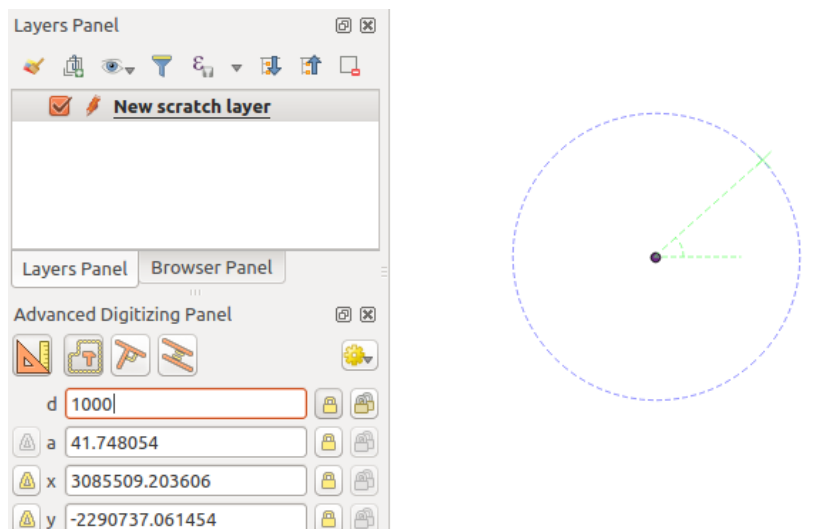 Layers Panel
New scratch layer
Layers Panel Browser Panel
Advanced Digitizing Panel
d 1000
a 41.748054
x 3085509.203606
y -2290737.061454